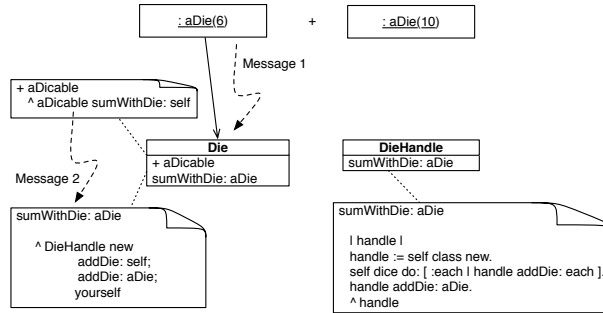 : aDie(6)
+
: aDie(10)
Message 1
+ aDicable
^ aDicable sumWithDie: self
Die
+ aDicable
sumWithDie: aDie
DieHandle
sumWithDie: aDie
Message 2
sumWithDie: aDie
^ DieHandle new
addDie: self;
addDie: aDie;
yourself
sumWithDie: aDie
| handle |
handle := self class new.
self dice do: [ :each | handle addDie: each ].
handle addDie: aDie.
^ handle